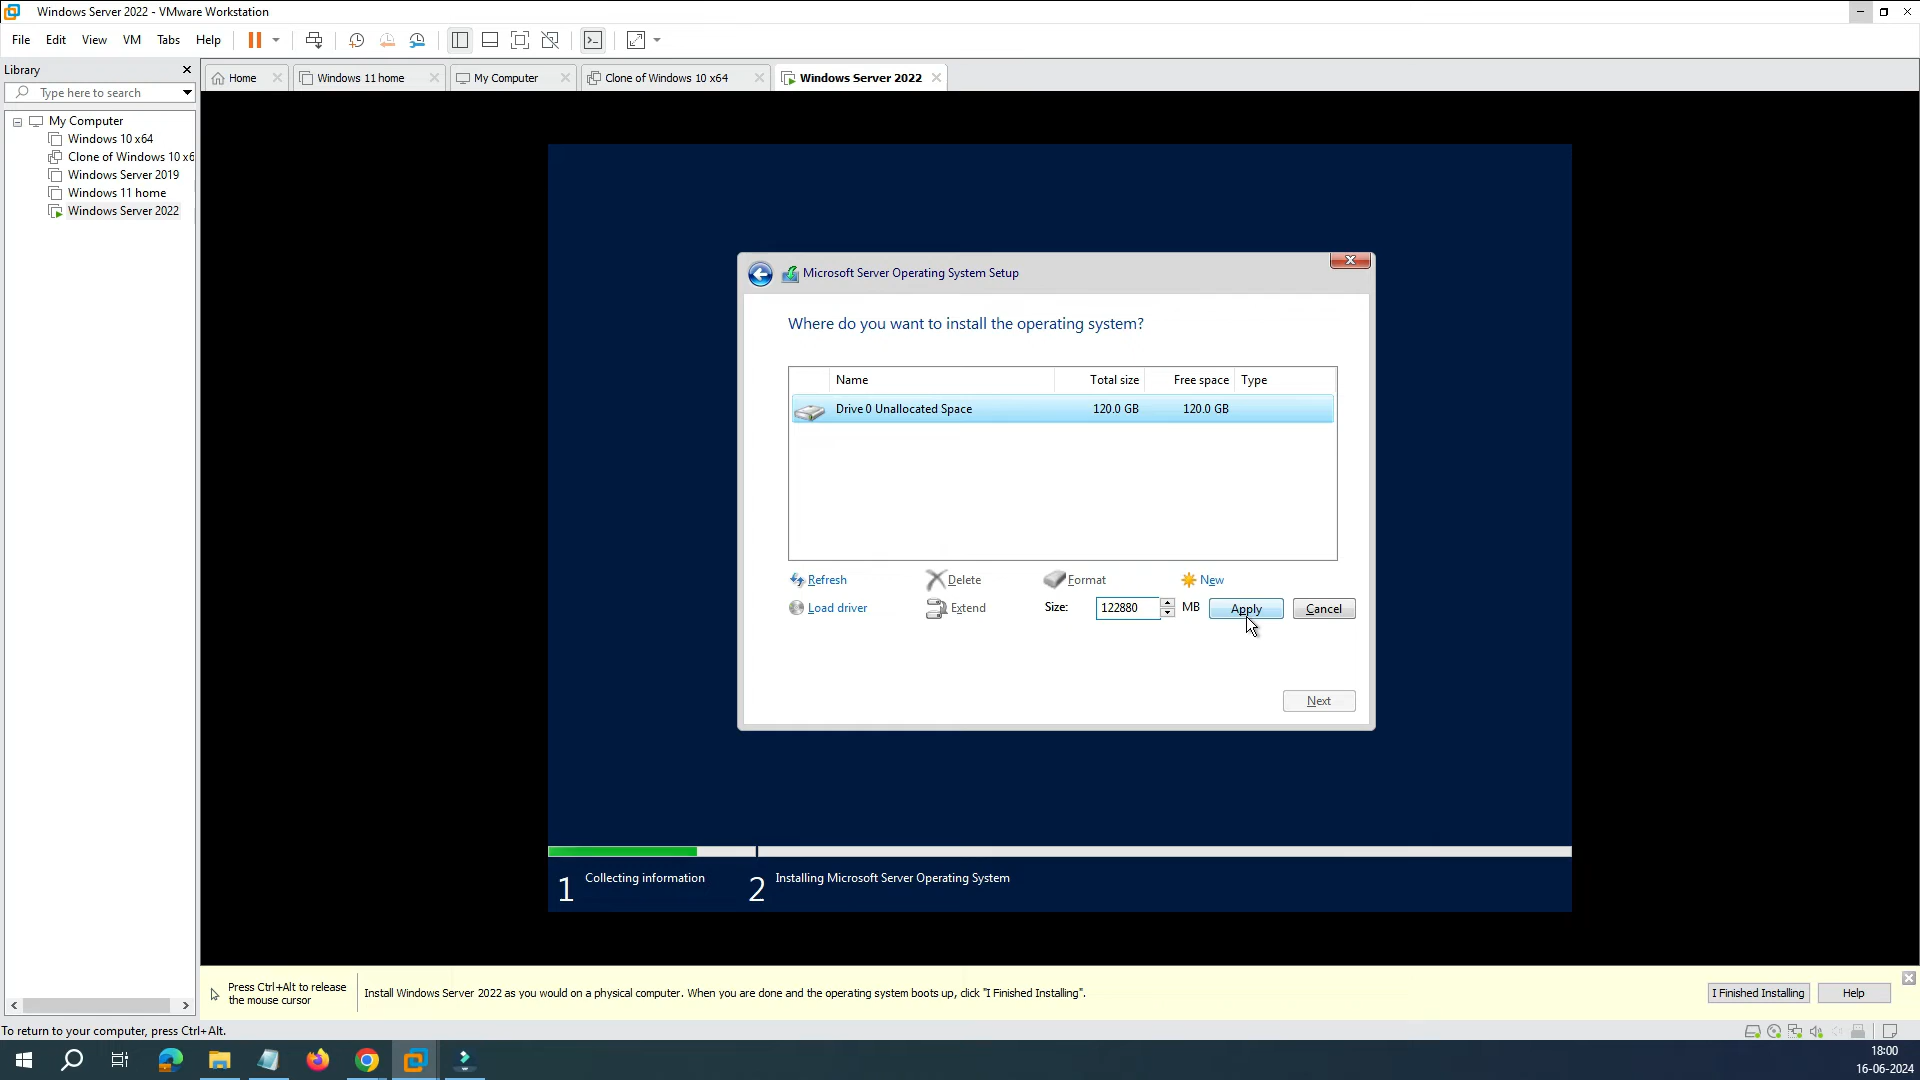 Windows Server 2022 - VMware Workstation
File Edit View VM Tabs Help
Library
Home
Windows 11 home
My Computer
Clone of Windows 10 x64
Windows Server 2022
Type here to search
My Computer
Windows 10 x64
Clone of Windows 10 x6
Windows Server 2019
Windows 11 home
Windows Server 2022
Microsoft Server Operating System Setup
Where do you want to install the operating system?
Name Total size Free space Type
Drive 0 Unallocated Space 120.0 GB 120.0 GB
Refresh Delete Format New
Load driver Extend Size: 122880 MB Apply Cancel
Next
1 Collecting information 2 Installing Microsoft Server Operating System
Press Ctrl+Alt to release
the mouse cursor
Install Windows Server 2022 as you would on a physical computer. When you are done and the operating system boots up, click "I Finished Installing".
I Finished Installing Help
To return to your computer, press Ctrl+Alt.
18:00
16-06-2024